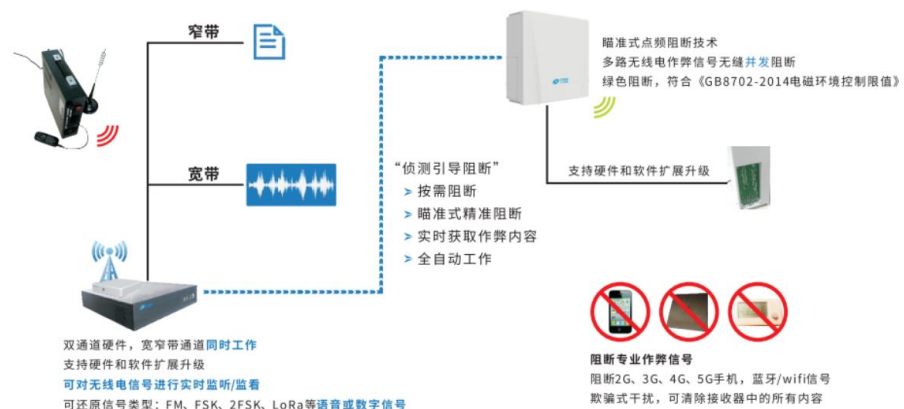 窄带
宽带
双通道硬件，宽窄带通道同时工作
支持硬件和软件扩展升级
可对无线电信号进行实时监听/监看
可还原信号类型：FM、FSK、2FSK、LoRa等语音或数字信号
“侦测引导阻断”
按需阻断
瞄准式精准阻断
实时获取作弊内容
全自动工作
瞄准式点频阻断技术
多路无线电作弊信号无缝并发阻断
绿色阻断，符合《GB8702-2014电磁环境控制限值》
支持硬件和软件扩展升级
阻断专业作弊信号
阻断2G、3G、4G、5G手机，蓝牙/wifi信号
欺骗式干扰，可清除接收器中的所有内容